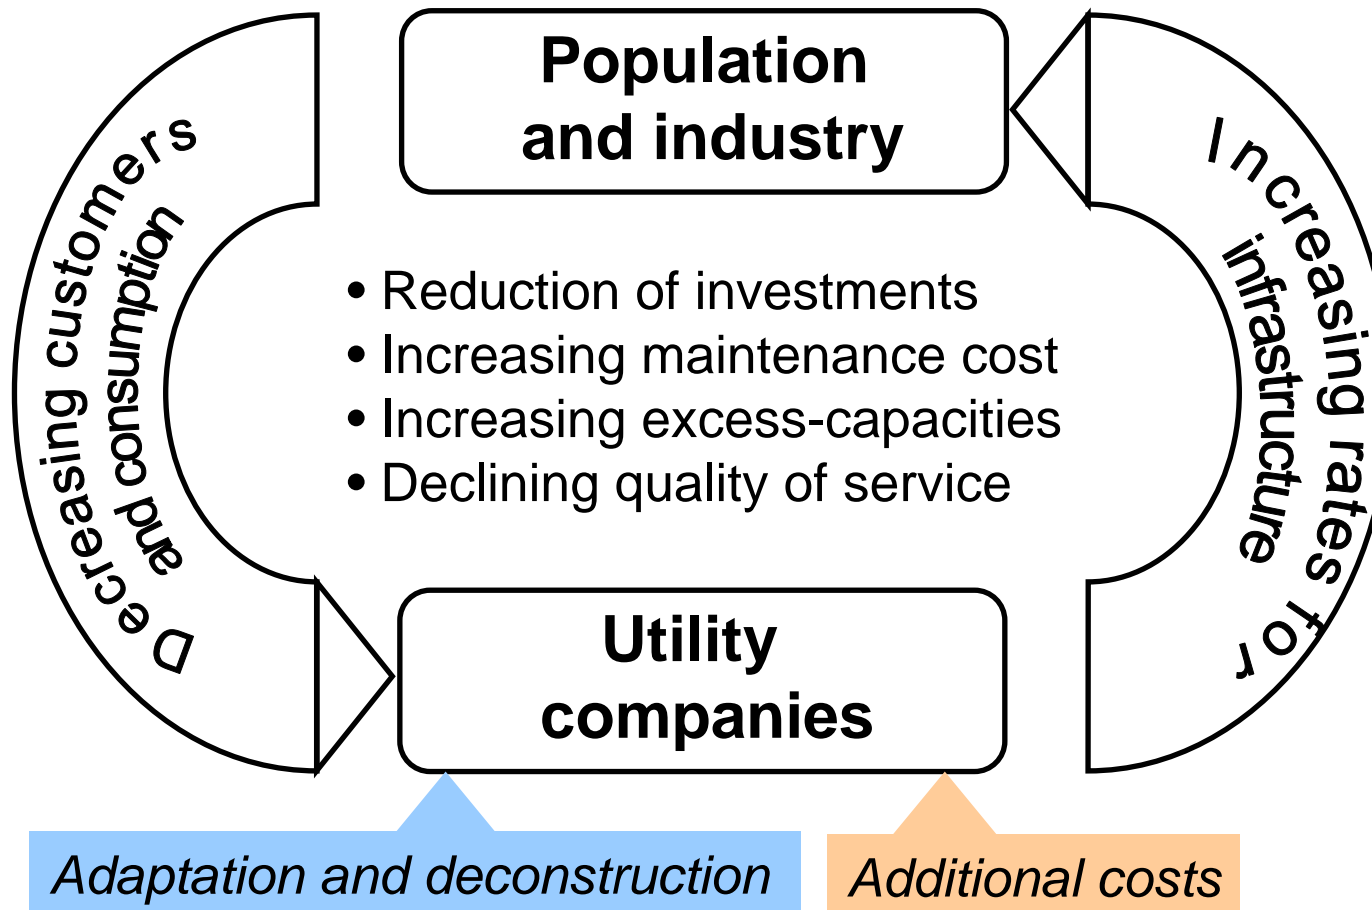 Population
and industry
Decreasing customers
and consumption
Increasing rates for
infrastructure
• Reduction of investments
• Increasing maintenance cost
• Increasing excess-capacities
• Declining quality of service
Utility
companies
Adaptation and deconstruction
Additional costs